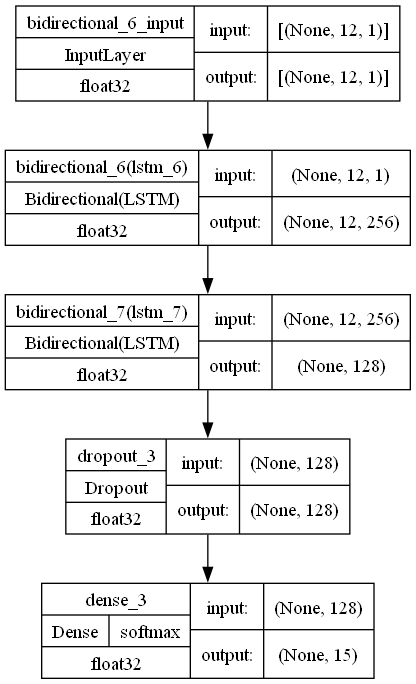 bidirectional_6_input
InputLayer
float32
input:
[(None, 12, 1)]
output:
[(None, 12, 1)]
bidirectional_6(lstm_6)
Bidirectional(LSTM)
float32
input:
(None, 12, 1)
output:
(None, 12, 256)
bidirectional_7(lstm_7)
Bidirectional(LSTM)
float32
input:
(None, 12, 256)
output:
(None, 128)
dropout_3
Dropout
float32
input:
(None, 128)
output:
(None, 128)
dense_3
Dense softmax
float32
input:
(None, 128)
output:
(None, 15)